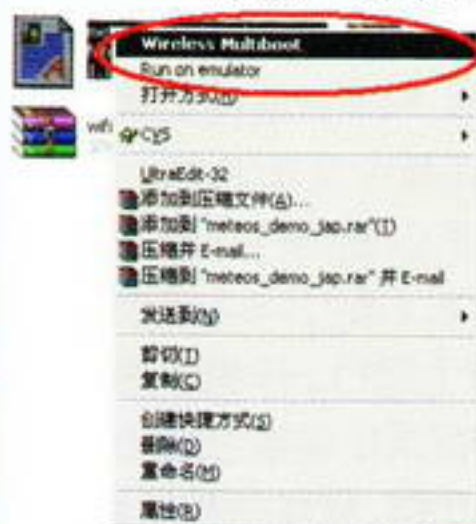 Wireless Multiboot
Run on emulator
打开方式(H)
wifi
CVS
UltraEdit-32
添加到压缩文件(A)...
添加到 "meteos_demo_jap.rar"(T)
压缩并 E-mail...
压缩到 "meteos_demo_jap.rar" 并 E-mail
发送到(N)
剪切(T)
复制(C)
创建快捷方式(S)
删除(D)
重命名(M)
属性(R)